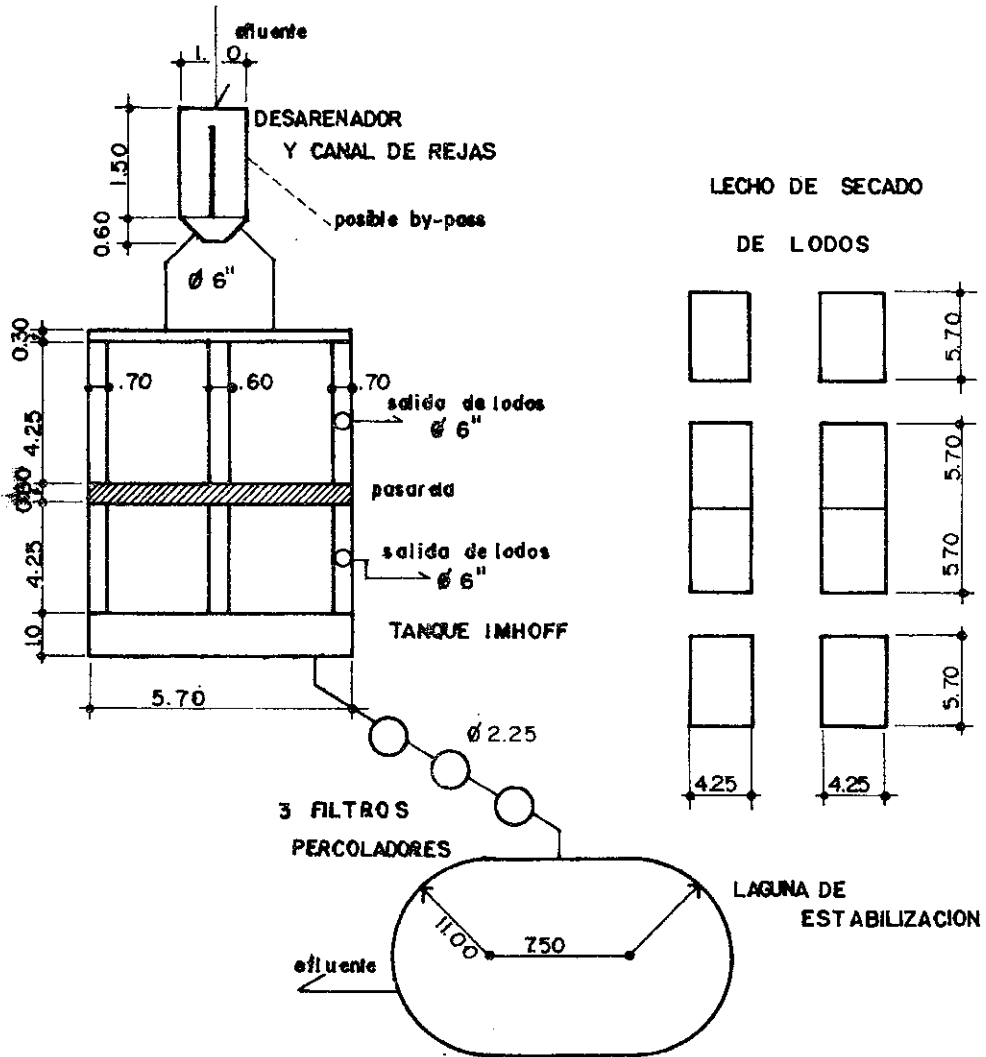 efluente
1. 0
DESARENADOR
Y CANAL DE REJAS
1.50
posible by-pass
0.60
Ø 6"
0.30
.70
.60
.70
salida de lodos
Ø 6"
4.25
pasarela
4.25
salida de lodos
Ø 6"
TANQUE IMHOFF
1.0
5.70
Ø 2.25
3 FILTROS
PERCOLADORES
LAGUNA DE
ESTABILIZACION
11.00
7.50
efluente
LECHO DE SECADO
DE LODOS
5.70
5.70
5.70
5.70
4.25
4.25